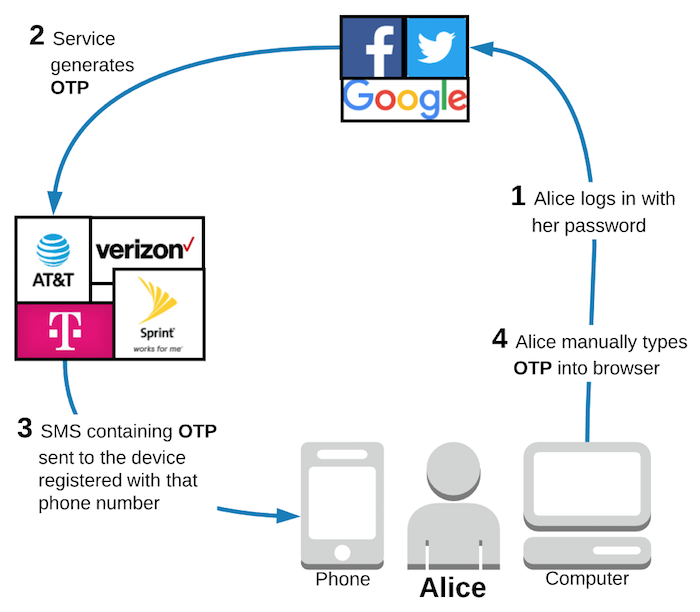 2 Service
generates
OTP
Google
1 Alice logs in with
her password
AT&T
verizon✓
T
Sprint
works for me
4 Alice manually types
OTP into browser
3 SMS containing OTP
sent to the device
registered with that
phone number
Phone
Alice
Computer